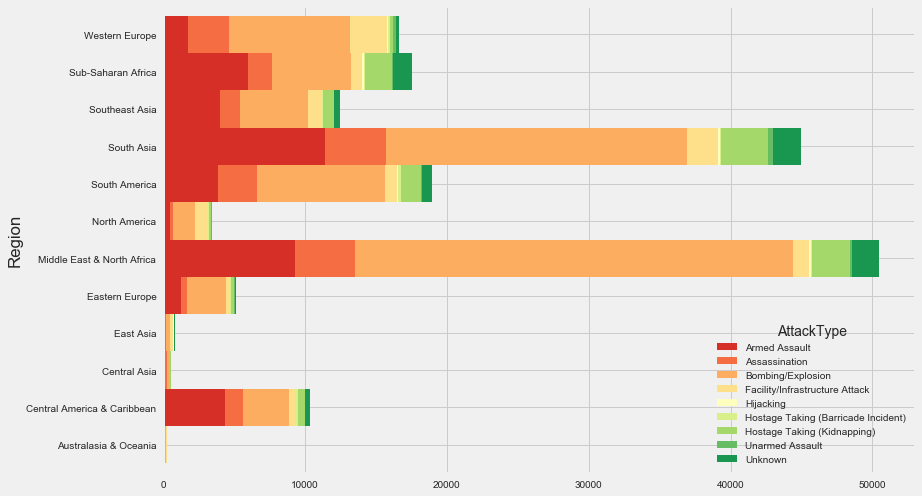 Region
Western Europe
Sub-Saharan Africa
Southeast Asia
South Asia
South America
North America
Middle East & North Africa
Eastern Europe
East Asia
Central Asia
Central America & Caribbean
Australasia & Oceania
AttackType
Armed Assault
Assassination
Bombing/Explosion
Facility/Infrastructure Attack
Hijacking
Hostage Taking (Barricade Incident)
Hostage Taking (Kidnapping)
Unarmed Assault
Unknown
0 10000 20000 30000 40000 50000